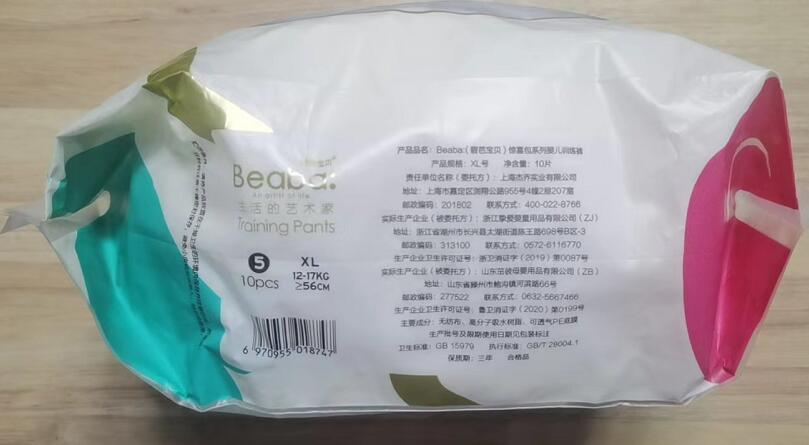 宝贝
Beaba:
An artist of life
生活的艺术家
Training Pants
5 XL
10pcs 12-17KG
≥56CM
6 970955 018747
产品品名：Beaba:（碧芭宝贝）惊喜包系列婴儿训练裤
产品规格：XL号 净含量：10片
责任单位名称（委托方）：上海市齐实业有限公司
地址：上海市嘉定区浏翔公路955号4幢2层207室
邮政编码：201802 联系方式：400-022-8766
实际生产企业（被委托方）：浙江挚爱婴童用品有限公司（ZJ）
地址：浙江省湖州市长兴县太湖街道陈王路698号B区-3
邮政编码：313100 联系方式：0572-6116770
生产企业卫生许可证号：浙卫消证字（2019）第0087号
实际生产企业（被委托方）：山东茁骏母婴用品有限公司（ZB）
地址：山东省滕州市鲍沟镇河滨路66号
邮政编码：277522 联系方式：0632-5667466
生产企业卫生许可证号：鲁卫消证字（2020）第0199号
主要成分：无纺布、高分子吸水树脂、可透气PE底膜
生产批号及限期使用日期见包装标注
卫生标准：GB 15979 执行标准：GB/T 28004.1
保质期：三年 合格品